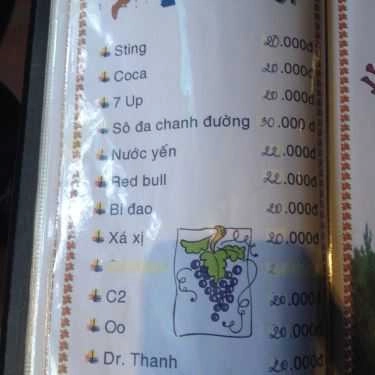 Sting 20.000đ
Coca 20.000đ
7 Up 20.000đ
Sô đa chanh đường 30.000đ
Nước yến 22.000đ
Red bull 22.000đ
Bí đao 20.000đ
Xá xị 20.000đ
C2 20.000đ
Oo 20.000đ
Dr. Thanh 20.000đ